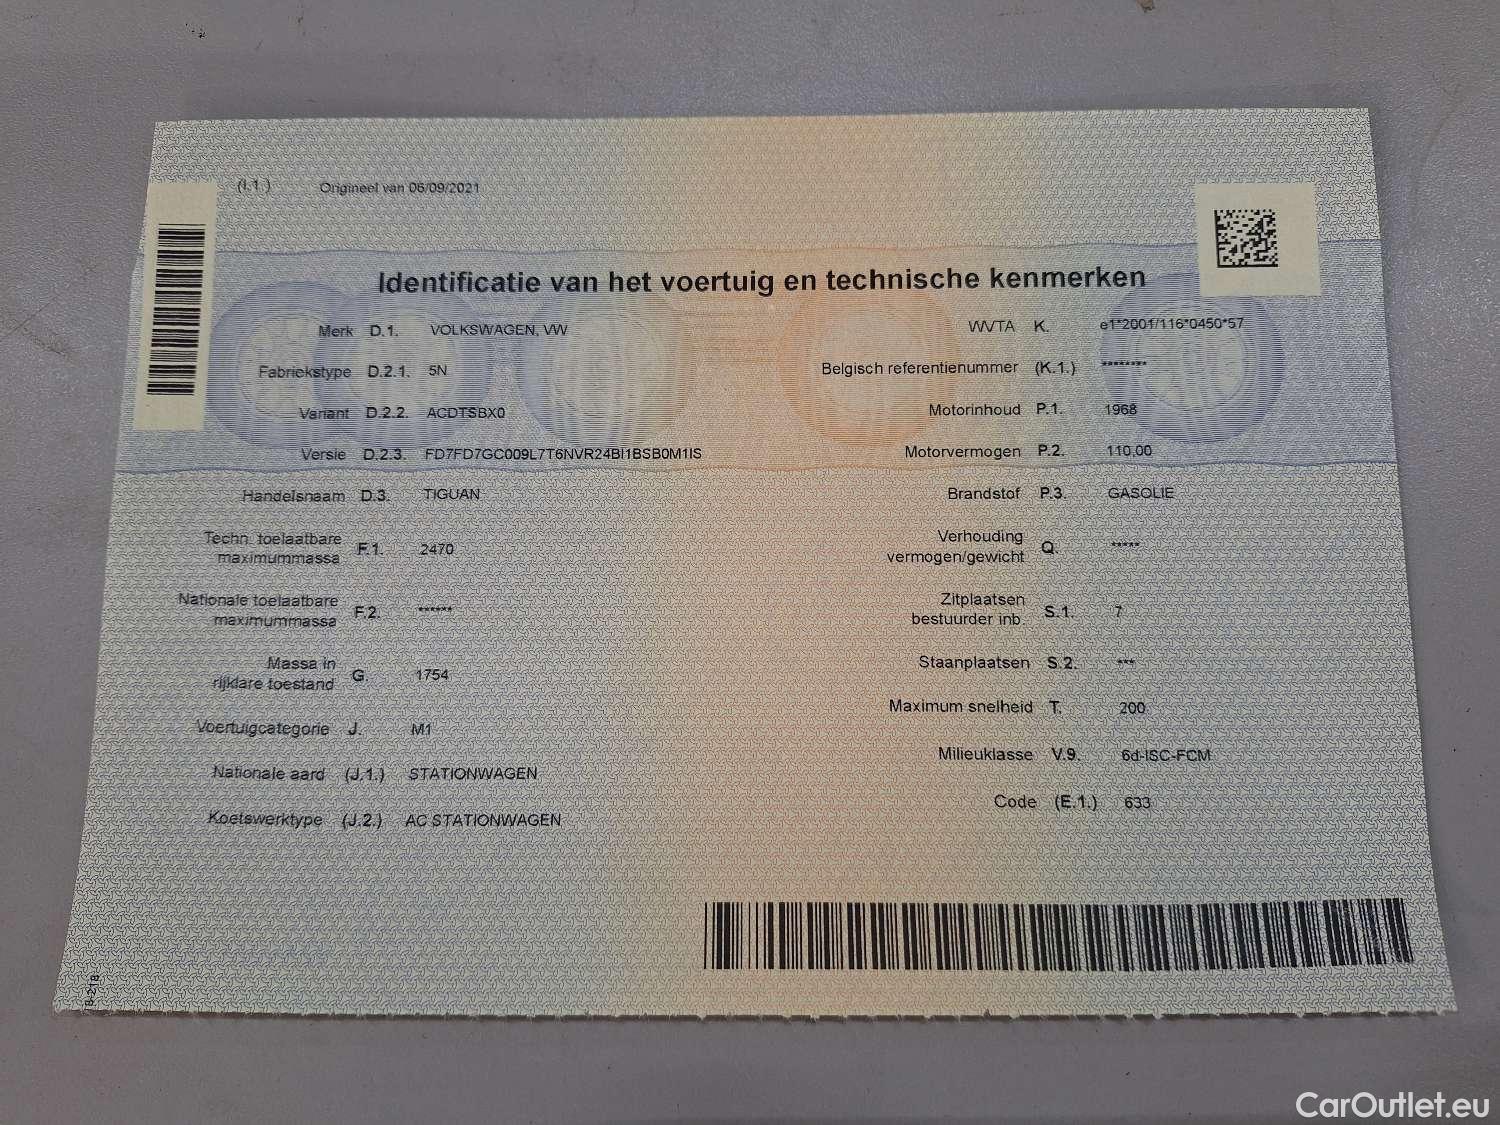 (I.1.) Origineel van 06/09/2021
Identificatie van het voertuig en technische kenmerken
Merk D.1. VOLKSWAGEN, VW
Fabriekstype D.2.1. 5N
Variant D.2.2. ACDTSBX0
Versie D.2.3. FD7FD7GC009L7T6NVR24BI1BSB0M1IS
Handelsnaam D.3. TIGUAN
Techn. toelaatbare
maximummassa F.1. 2470
Nationale toelaatbare
maximummassa F.2. ******
Massa in
rijklare toestand G. 1754
Voertuigcategorie J. M1
Nationale aard (J.1.) STATIONWAGEN
Koetswerktype (J.2.) AC STATIONWAGEN
WVTA K. e1*2001/116*0450*57
Belgisch referentienummer (K.1.) ********
Motorinhoud P.1. 1968
Motorvermogen P.2. 110,00
Brandstof P.3. GASOLIE
Verhouding
vermogen/gewicht Q. *****
Zitplaatsen
bestuurder inb. S.1. 7
Staanplaatsen S.2. ***
Maximum snelheid T. 200
Milieuklasse V.9. 6d-ISC-FCM
Code (E.1.) 633
B-218
CarOutlet.eu